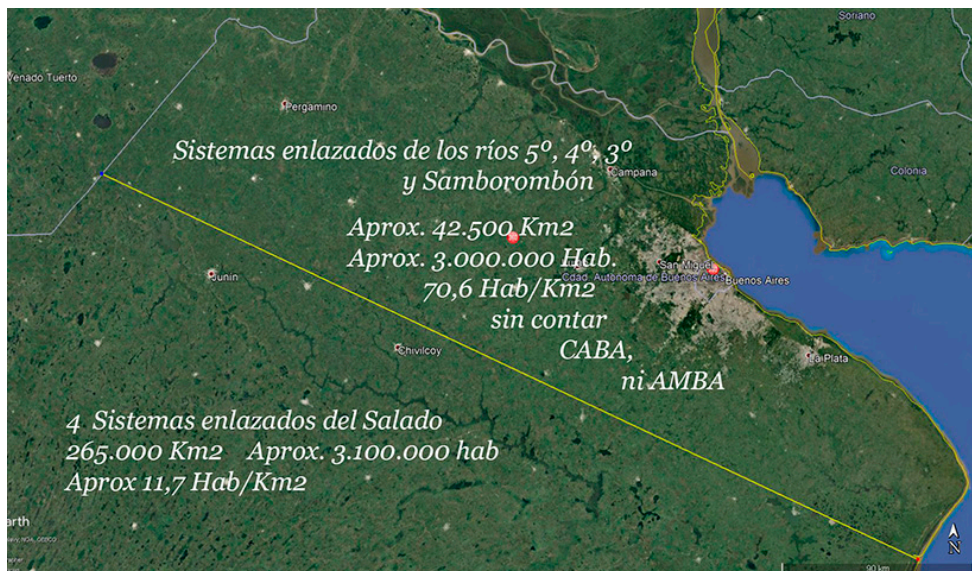 Soriano
Venado Tuerto
Pergamino
Sistemas enlazados de los ríos 5º, 4º, 3º
y Samborombón
Campana
Colonia
Aprox. 42.500 Km2
Aprox. 3.000.000 Hab.
San Miguel
Cdad. Autónoma de Buenos Aires
Buenos Aires
Junín
70,6 Hab/Km2
sin contar
CABA,
Chivilcoy
La Plata
ni AMBA
4 Sistemas enlazados del Salado
265.000 Km2 Aprox. 3.100.000 hab
Aprox 11,7 Hab/Km2
arth
N
90 km